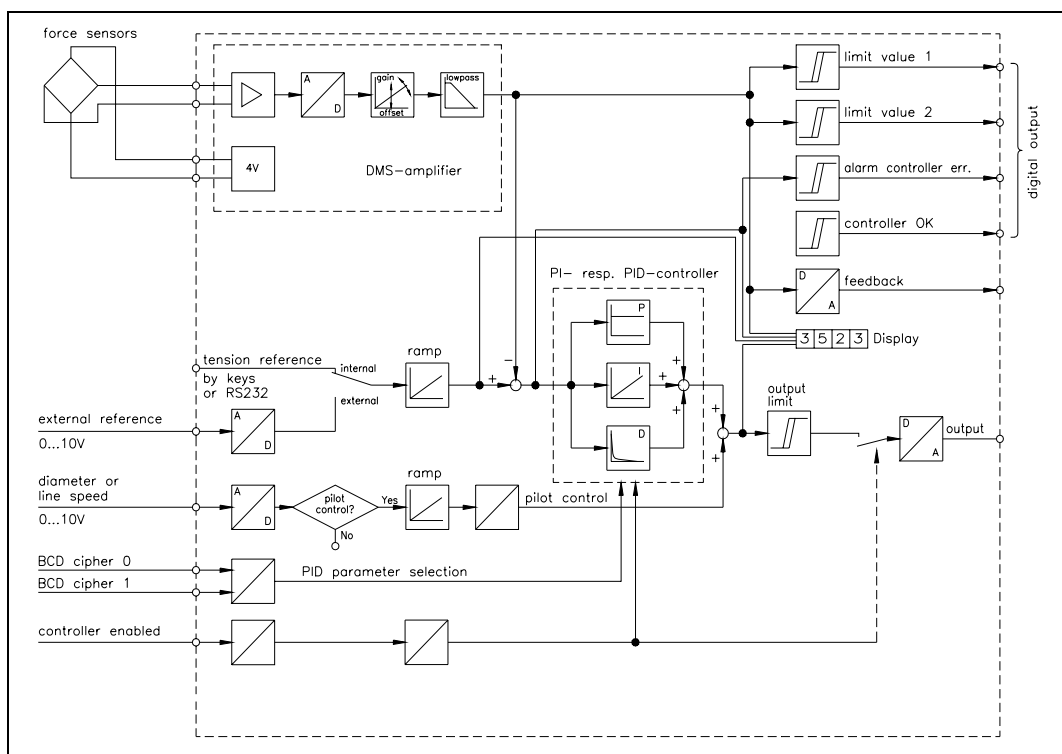 force sensors
A
D
gain
offset
lowpass
4V
DMS-amplifier
limit value 1
limit value 2
alarm controller err.
controller OK
digital output
D
A
feedback
3 5 2 3
Display
PI- resp. PID-controller
P
I
D
+
+
+
tension reference
by keys
or RS232
internal
external
ramp
+
-
external reference
0...10V
A
D
+
+
output
limit
D
A
output
diameter or
line speed
0...10V
A
D
pilot
control?
Yes
No
ramp
pilot control
BCD cipher 0
BCD cipher 1
PID parameter selection
controller enabled